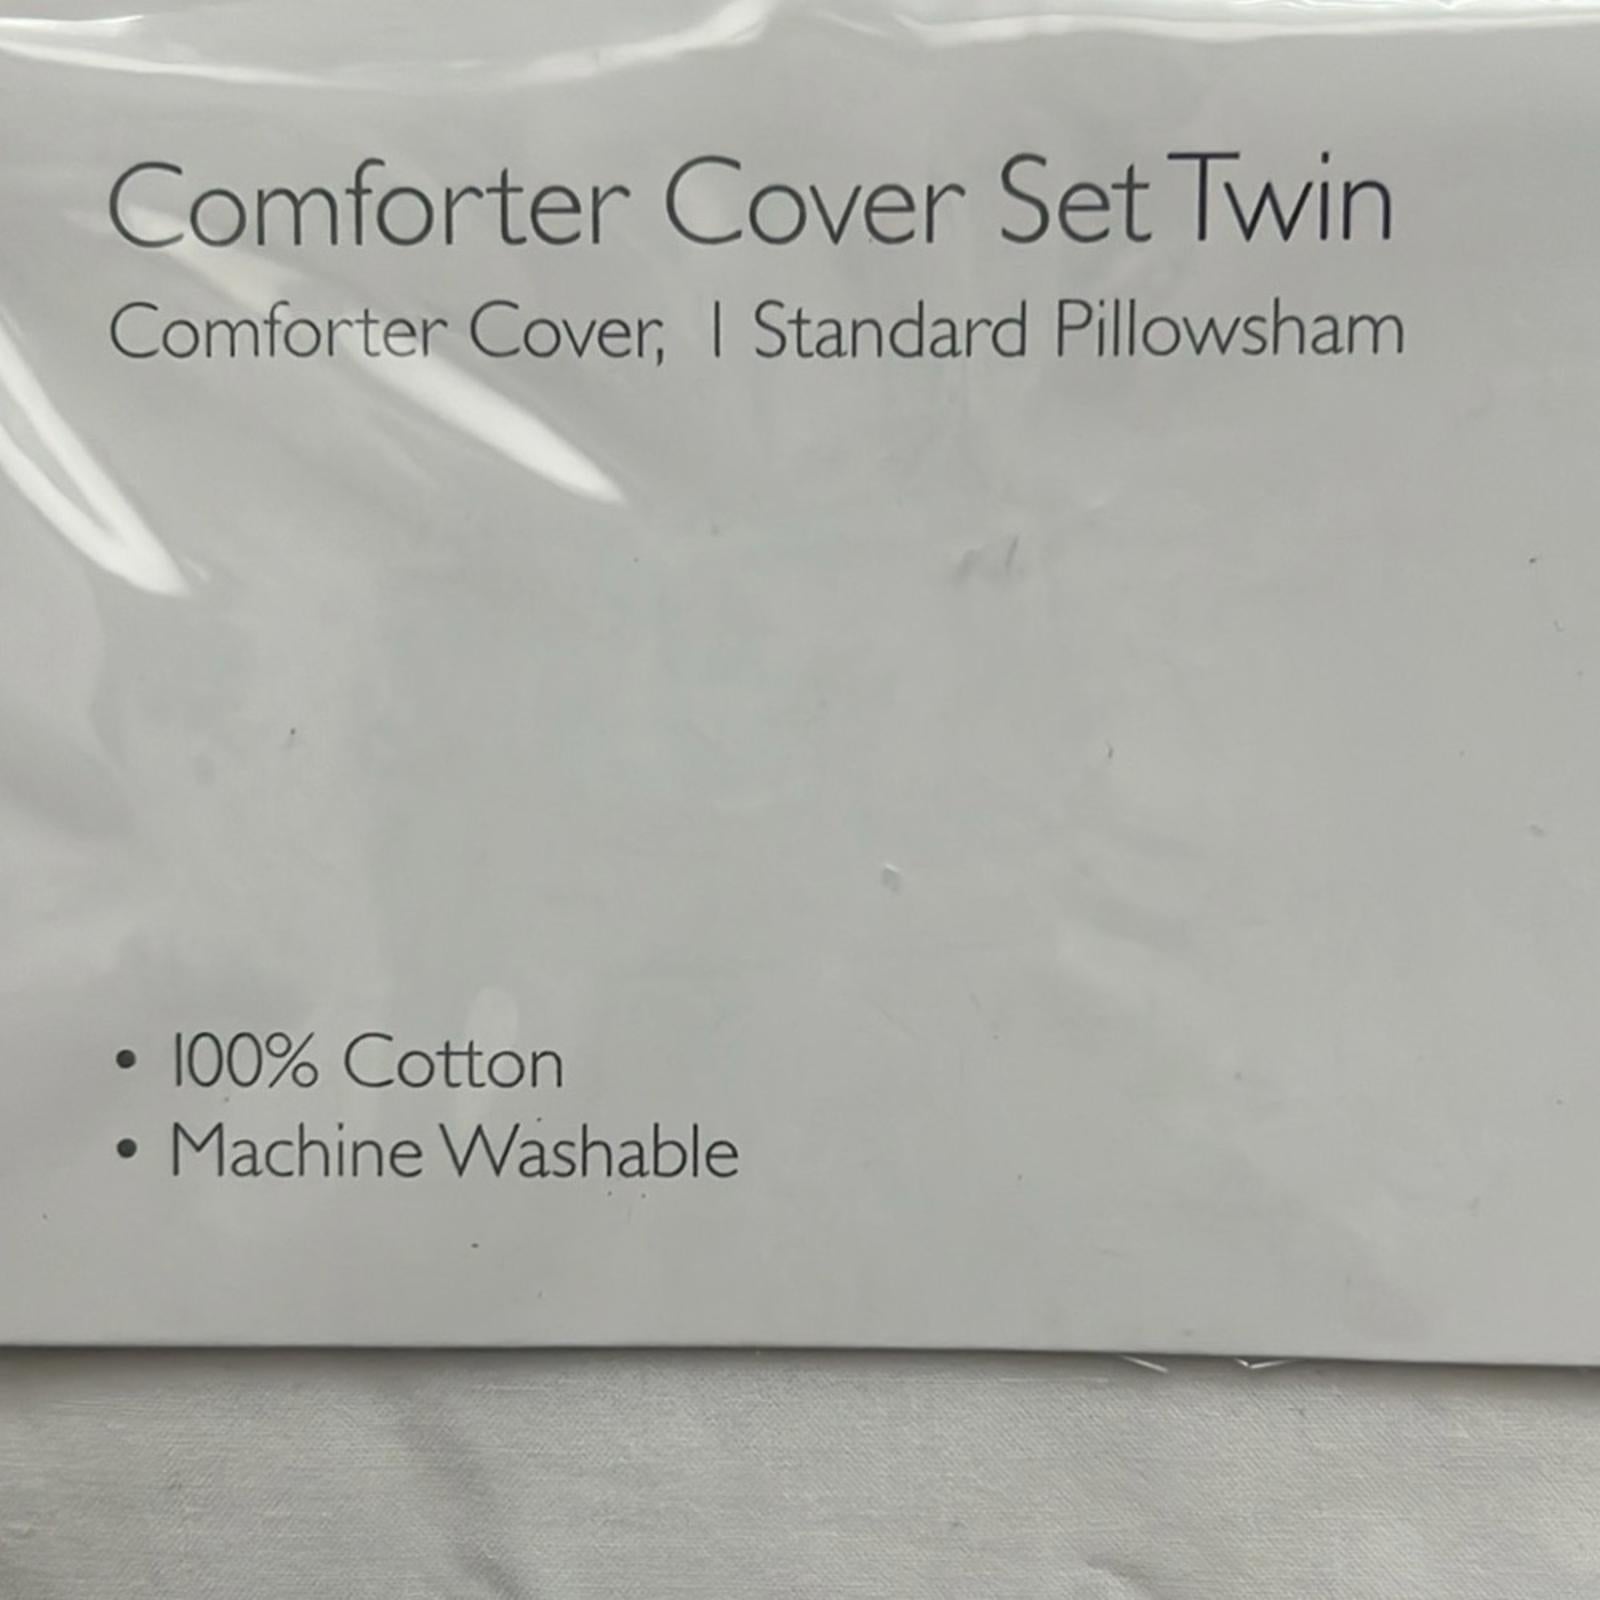 Comforter Cover Set Twin
Comforter Cover, 1 Standard Pillowsham
• 100% Cotton
• Machine Washable